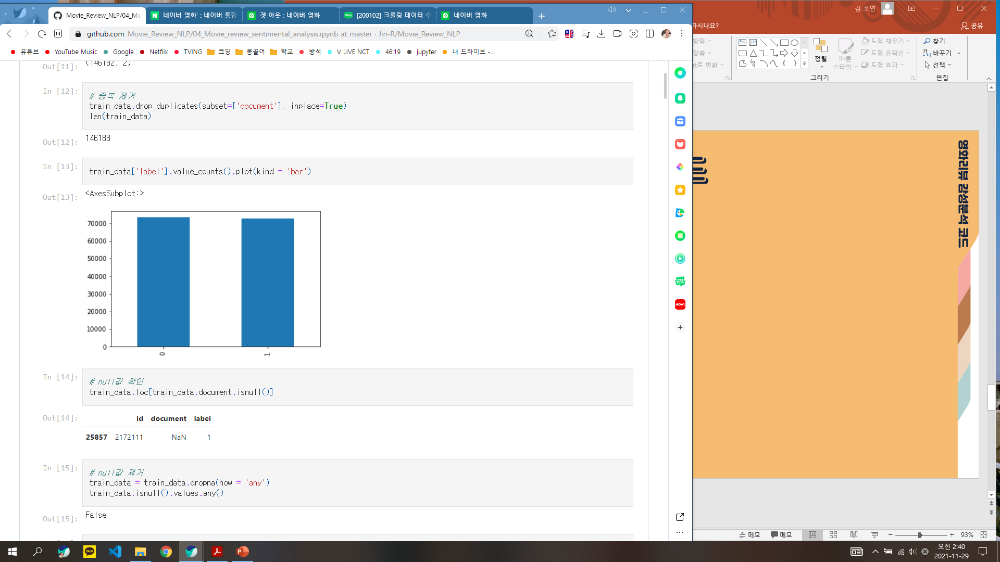 김 소연
Movie_Review_NLP/04_Mo
네이버 영화' : 네이버 통합
겟 아웃 : 네이버 영화
[200102] 크롤링 데이터 수
네이버 영화
하시나요?
공유
github.com Movie_Review_NLP/04_Movie_review_sentimental_analysis.ipynb at master · Jin-R/Movie_Review_NLP
유튜브 YouTube Music Google Netflix TVING 코딩 몽골어 학교 방석 V LIVE NCT 46:19 jupyter 내 드라이브 -...
방향
맞춤
rt로 변환
정렬
빠른
스타일
도형 채우기
도형 윤곽선
도형 효과
찾기
바꾸기
선택
그리기
편집
Out[11]: (146182, 2)
In [12]:
# 중복 제거
train_data.drop_duplicates(subset=['document'], inplace=True)
len(train_data)
Out[12]: 146183
In [13]:
train_data['label'].value_counts().plot(kind = 'bar')
Out[13]: <AxesSubplot:>
70000
60000
50000
40000
30000
20000
10000
0
0 1
In [14]:
# null값 확인
train_data.loc[train_data.document.isnull()]
Out[14]:
id document label
25857 2172111 NaN 1
In [15]:
# null값 제거
train_data = train_data.dropna(how = 'any')
train_data.isnull().values.any()
Out[15]: False
영화리뷰 감성분석 코드
WEB TOON
NOW.
메모 메모 93%
TALK
오전 2:40
2021-11-29